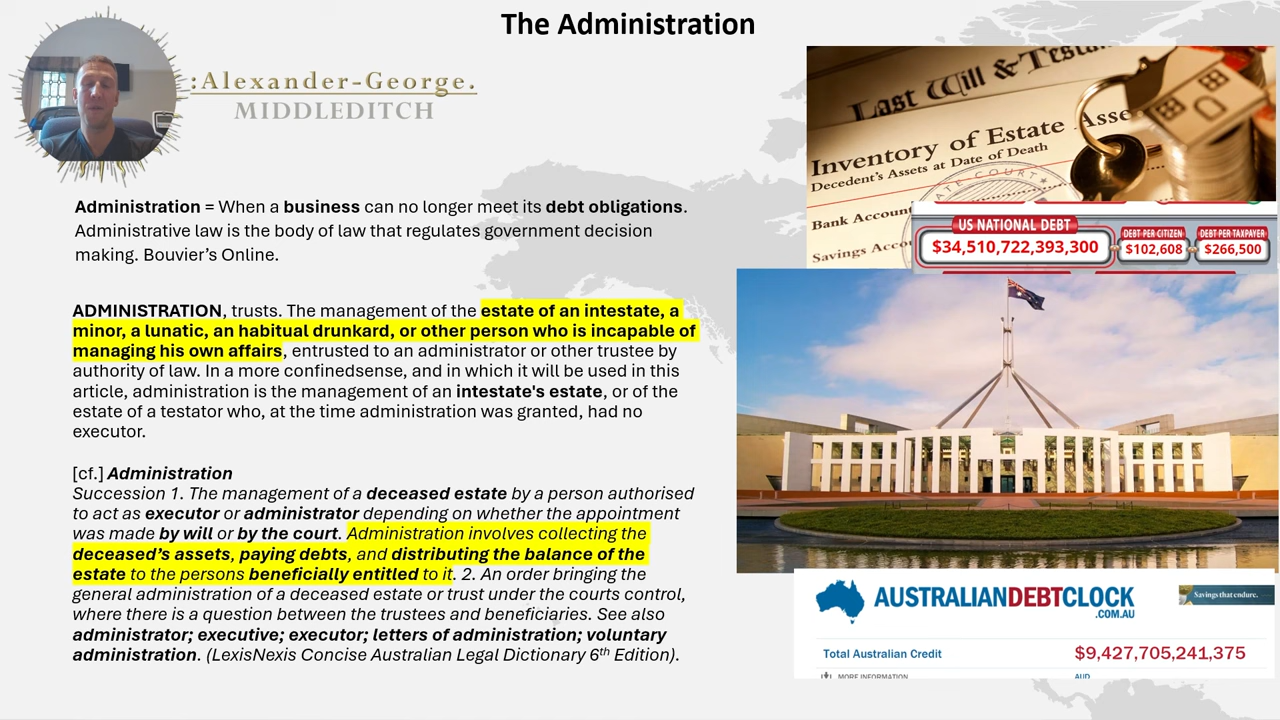 The Administration
:Alexander-George.
MIDDLEDITCH
Administration = When a business can no longer meet its debt obligations.
Administrative law is the body of law that regulates government decision
making. Bouvier's Online.
ADMINISTRATION, trusts. The management of the estate of an intestate, a
minor, a lunatic, an habitual drunkard, or other person who is incapable of
managing his own affairs, entrusted to an administrator or other trustee by
authority of law. In a more confinedsense, and in which it will be used in this
article, administration is the management of an intestate's estate, or of the
estate of a testator who, at the time administration was granted, had no
executor.
[cf.] Administration
Succession 1. The management of a deceased estate by a person authorised
to act as executor or administrator depending on whether the appointment
was made by will or by the court. Administration involves collecting the
deceased's assets, paying debts, and distributing the balance of the
estate to the persons beneficially entitled to it. 2. An order bringing the
general administration of a deceased estate or trust under the courts control,
where there is a question between the trustees and beneficiaries. See also
administrator; executive; executor; letters of administration; voluntary
administration. (LexisNexis Concise Australian Legal Dictionary 6th Edition).
Last Will & Testam
Inventory of Estate Asse
Decedent's Assets at Date of Death
Bank Account
Savings Accou
US NATIONAL DEBT
$34,510,722,393,300
DEBT PER CITIZEN
$102,608
DEBT PER TAXPAYER
$266,500
AUSTRALIANDEBTCLOCK
.COM.AU
Savings that endure.
Total Australian Credit
$9,427,705,241,375
MORE INFORMATION
AUD